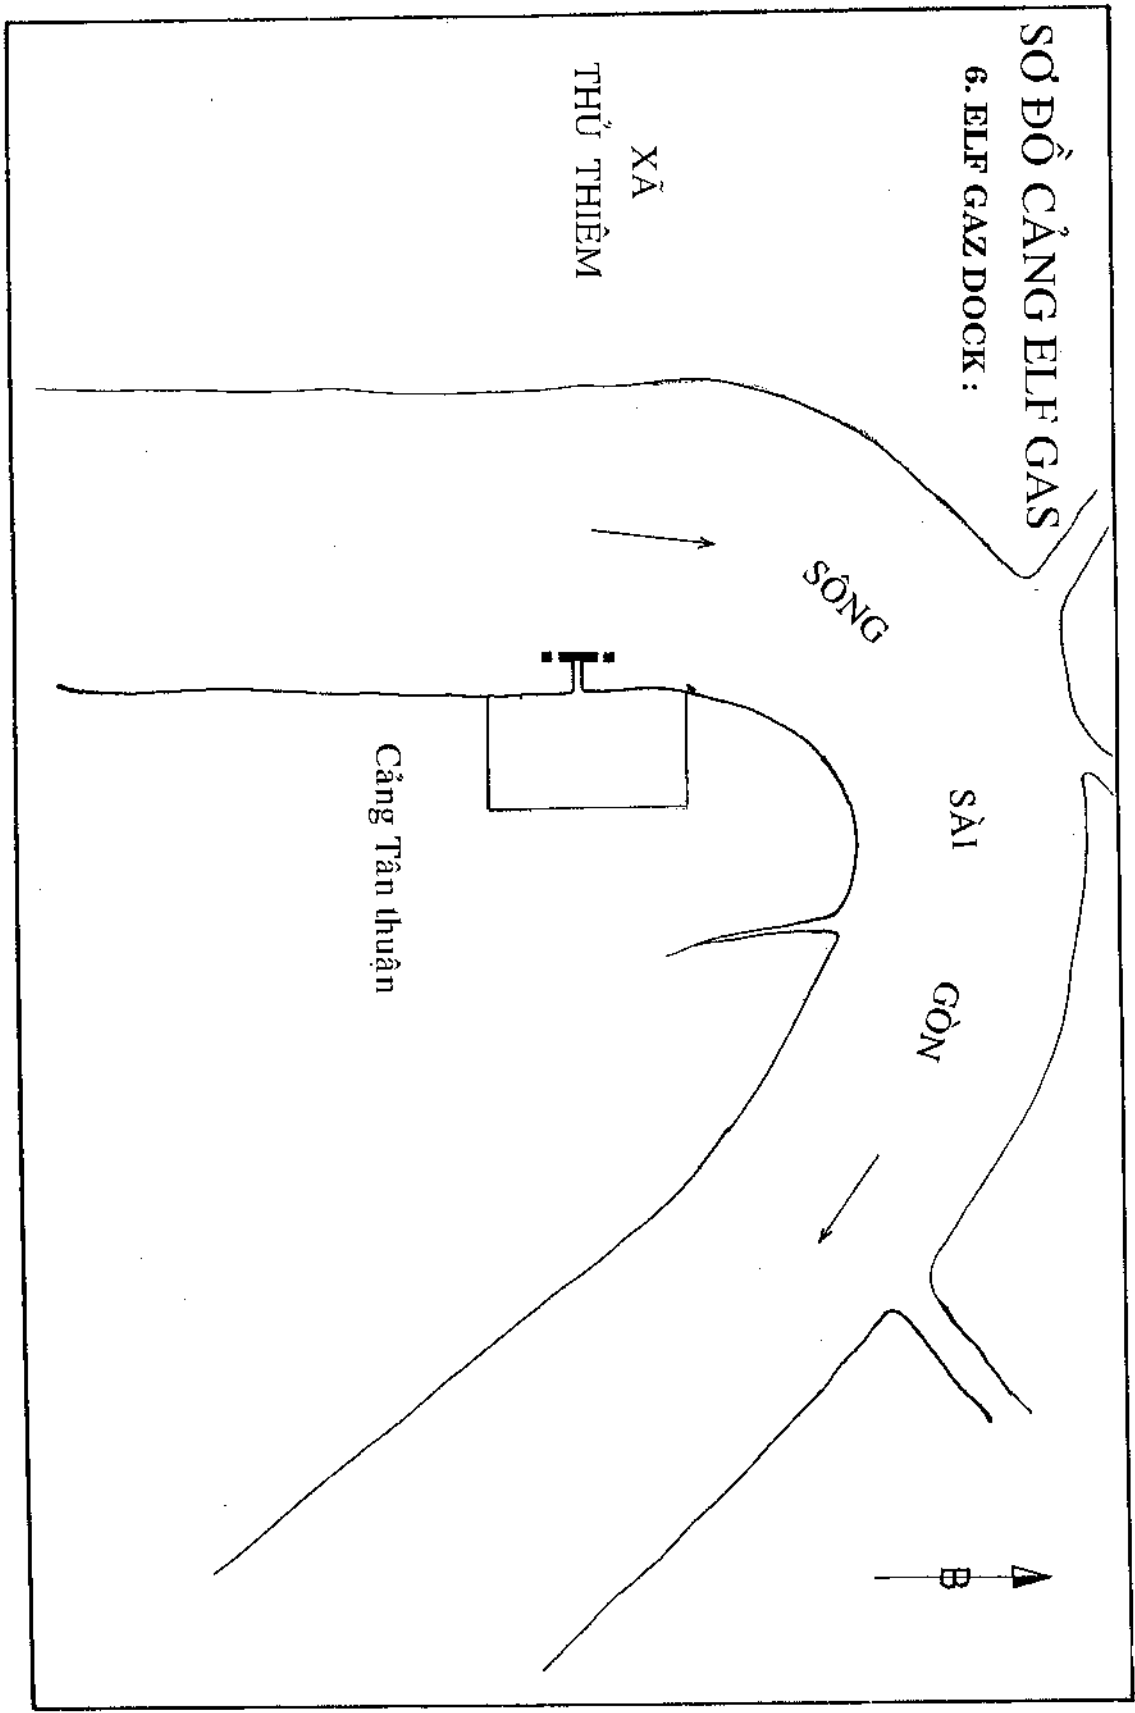 SƠ ĐỒ CẢNG ELF GAS
6. ELF GAZ DOCK :
XÃ
THỦ THIÊM
SÔNG
SÀI
GÒN
Cảng Tân thuận
B